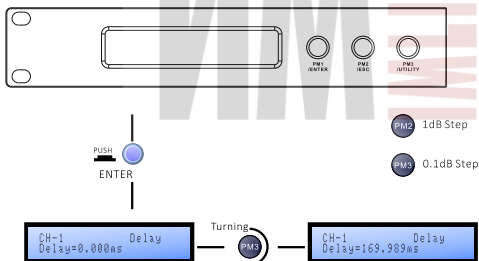 PM1 PM2 PM3
/ENTER /ESC /UTILITY
PM2 1dB Step
PUSH
ENTER
PM3 0.1dB Step
Turning
CH-1 Delay
Delay=0.000ms
PM3
CH-1 Delay
Delay=169.989ms